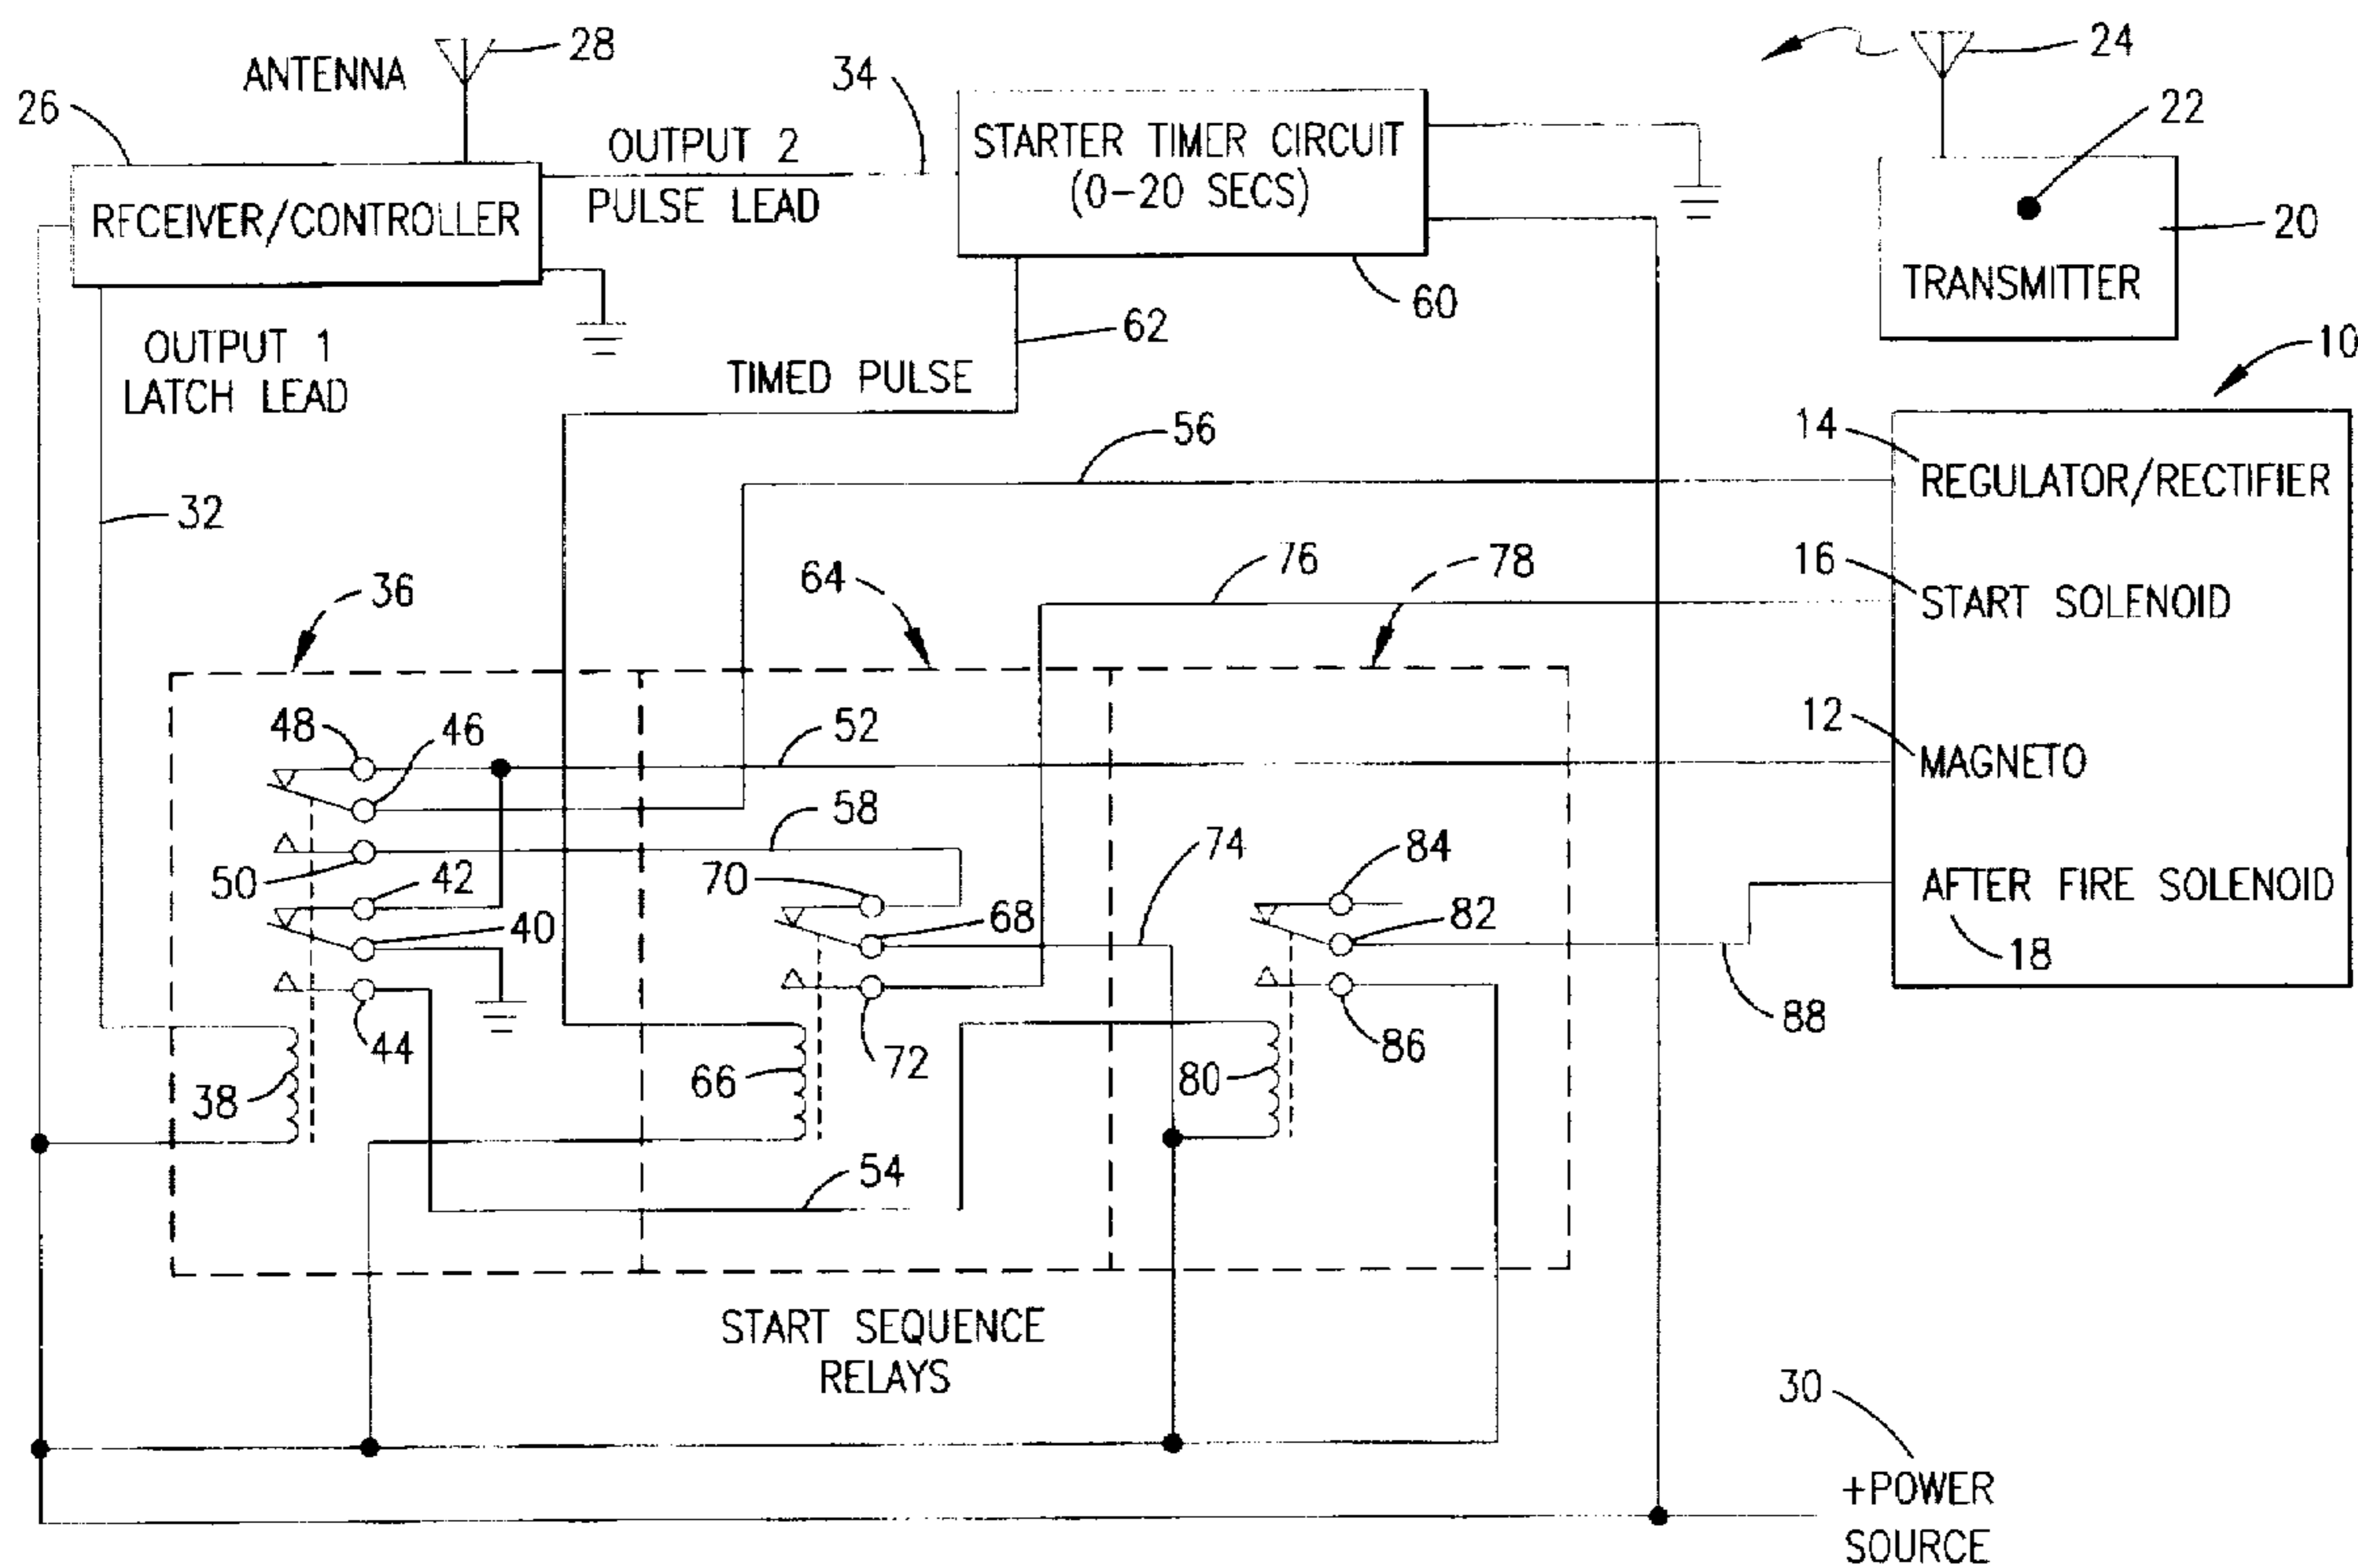 ANTENNA
28
26
34
24
OUTPUT 2
PULSE LEAD
STARTER TIMER CIRCUIT
(0-20 SECS)
22
RECEIVER/CONTROLLER
20
TRANSMITTER
60
62
OUTPUT 1
LATCH LEAD
TIMED PULSE
10
56
14
REGULATOR/RECTIFIER
32
76
78
16
START SOLENOID
36
64
48
46
52
12
MAGNETO
58
50
42
70
74
84
AFTER FIRE SOLENOID
40
68
82
18
44
72
86
88
38
66
80
54
START SEQUENCE
RELAYS
30
+POWER
SOURCE